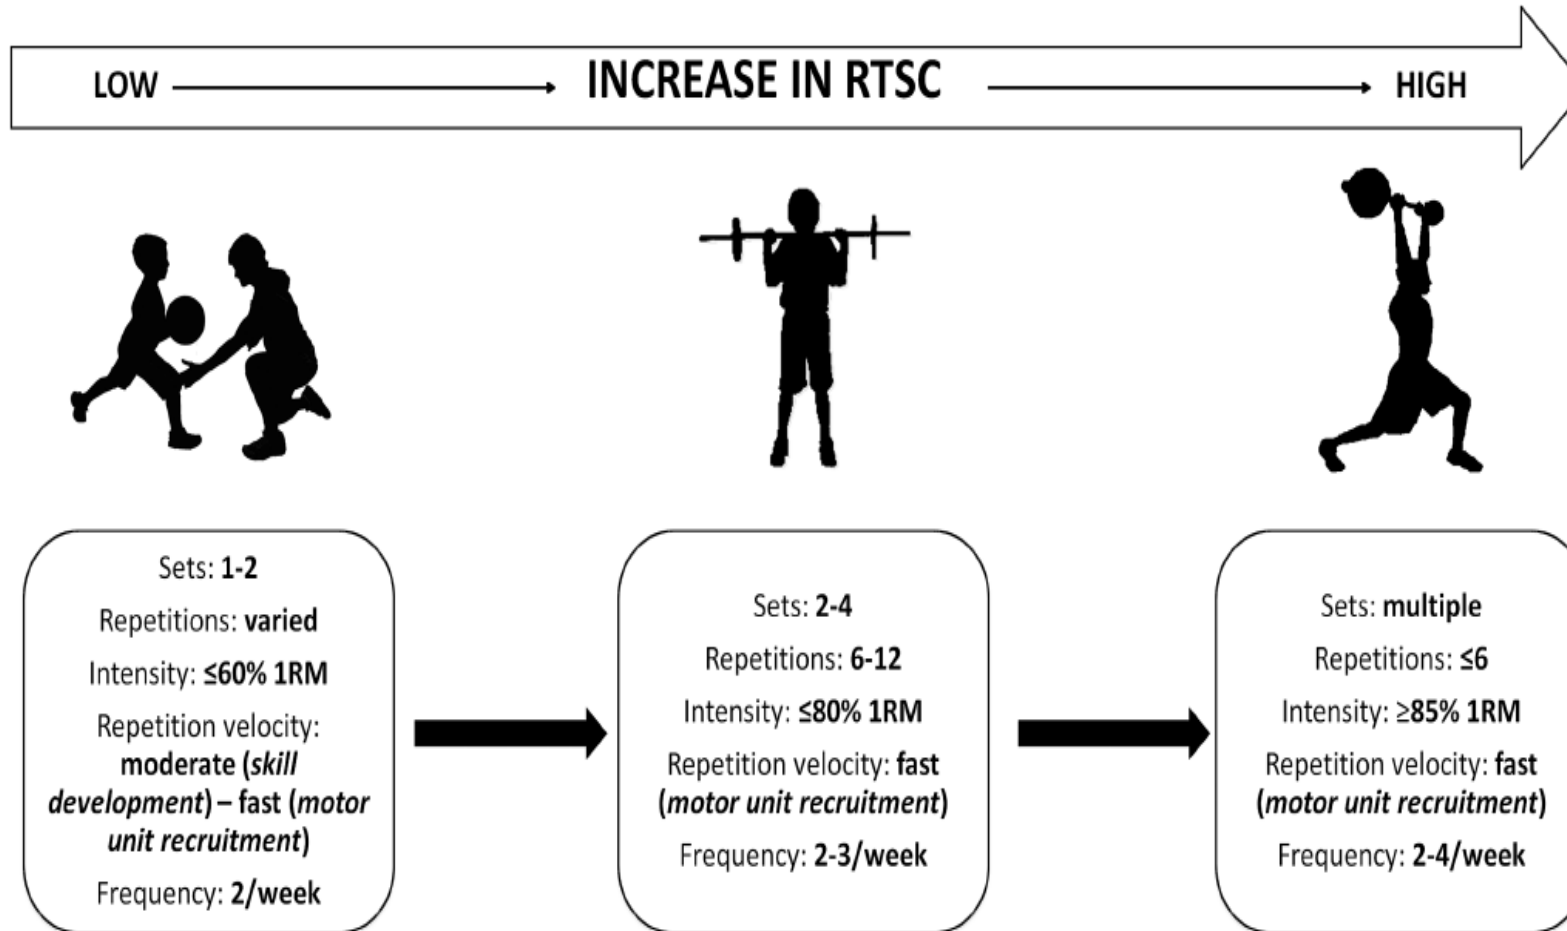 LOW
INCREASE IN RTSC
HIGH
Sets: 1-2
Repetitions: varied
Intensity: ≤60% 1RM
Repetition velocity:
moderate (skill
development) – fast (motor
unit recruitment)
Frequency: 2/week
Sets: 2-4
Repetitions: 6-12
Intensity: ≤80% 1RM
Repetition velocity: fast
(motor unit recruitment)
Frequency: 2-3/week
Sets: multiple
Repetitions: ≤6
Intensity: ≥85% 1RM
Repetition velocity: fast
(motor unit recruitment)
Frequency: 2-4/week